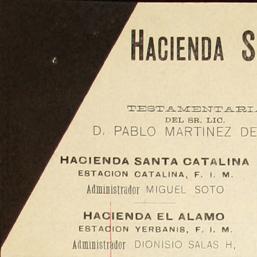 HACIENDA S
TESTAMENTARI
DEL SR. LIC.
D. PABLO MARTINEZ DE
HACIENDA SANTA CATALINA
ESTACION CATALINA, F. I. M.
Administrador MIGUEL SOTO
HACIENDA EL ALAMO
ESTACION YERBANIS, F. I. M.
Administrador DIONISIO SALAS H,